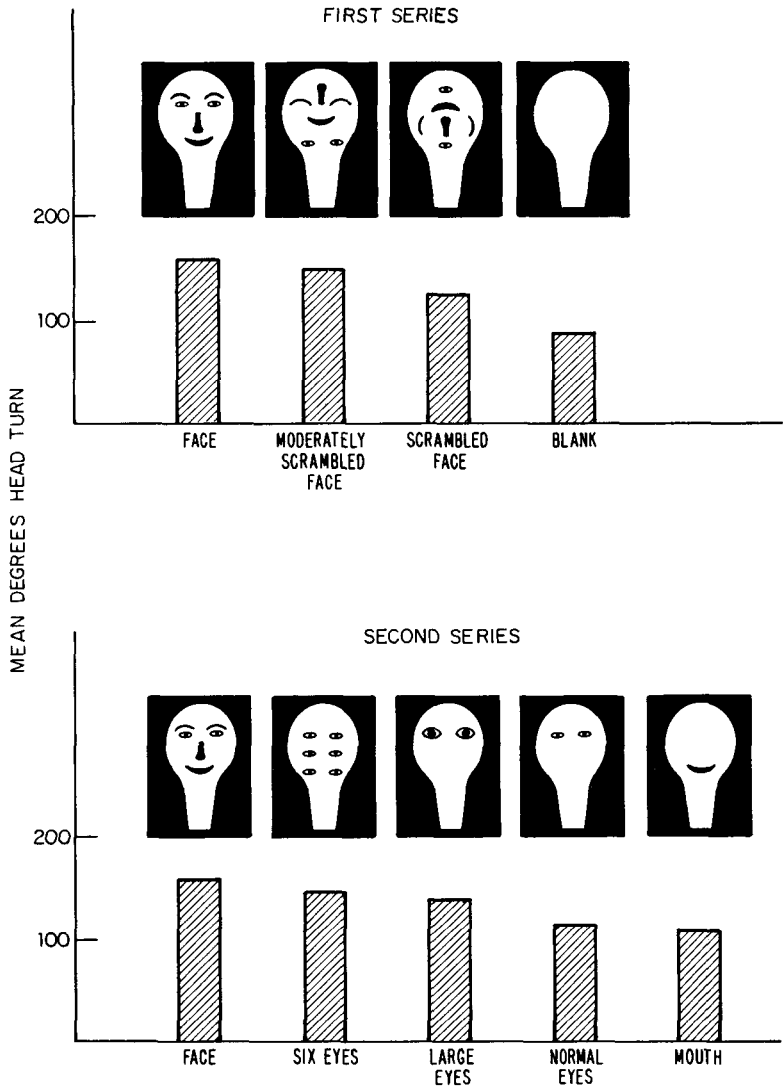 FIRST SERIES
200
100
FACE
MODERATELY
SCRAMBLED
FACE
SCRAMBLED
FACE
BLANK
MEAN DEGREES HEAD TURN
SECOND SERIES
200
100
FACE
SIX EYES
LARGE
EYES
NORMAL
EYES
MOUTH